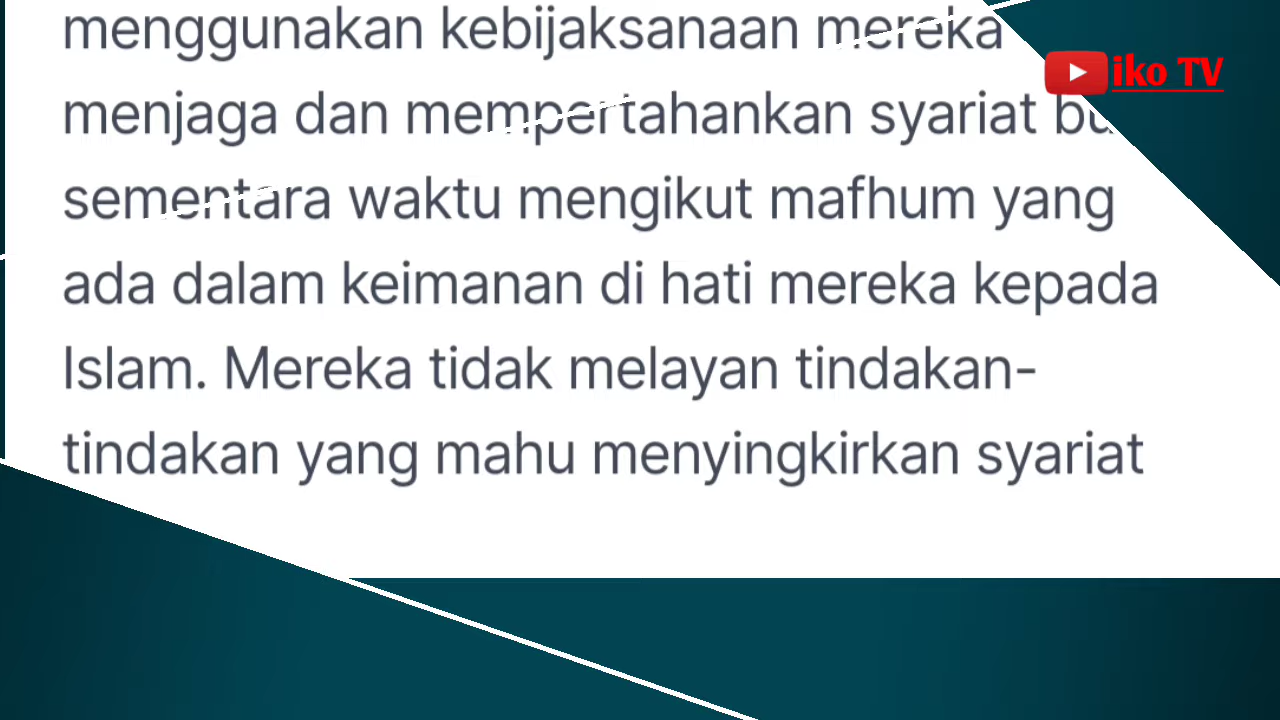 menggunakan kebijaksanaan mereka
iko TV
menjaga dan mempertahankan syariat
sementara waktu mengikut mafhum yang
ada dalam keimanan di hati mereka kepada
Islam. Mereka tidak melayan tindakan-
tindakan yang mahu menyingkirkan syariat